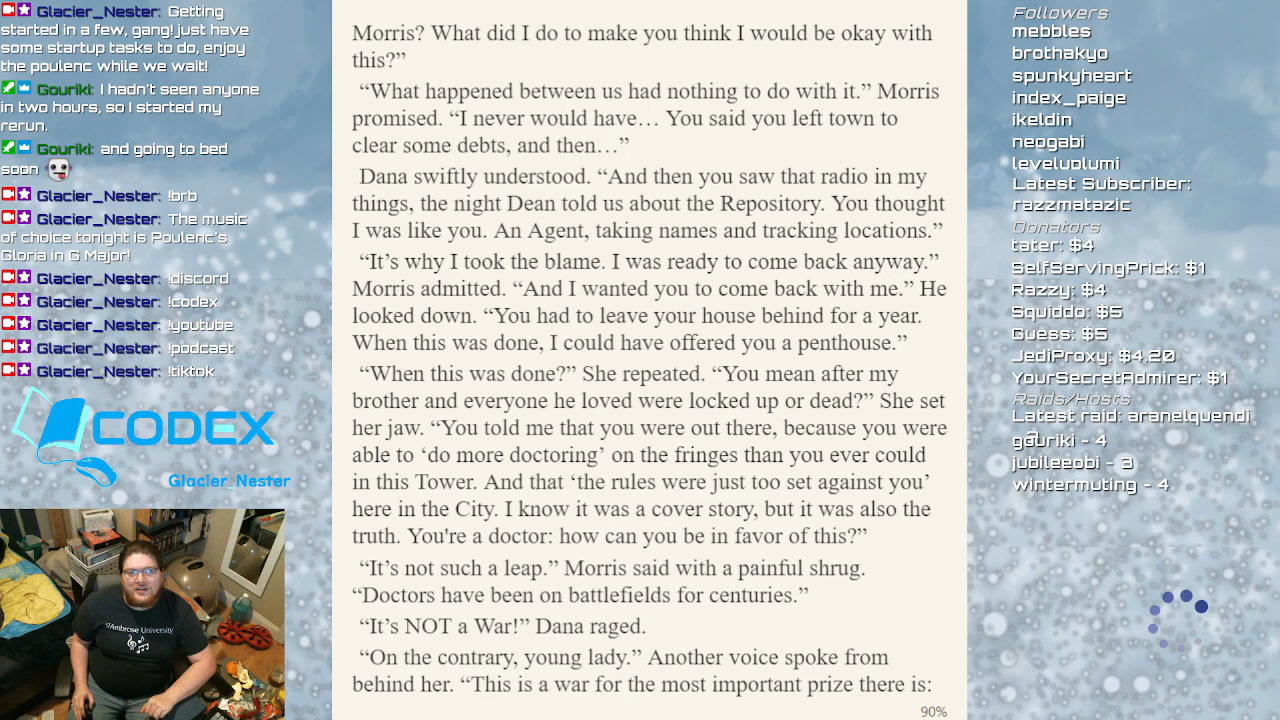 Glacier_Nester: Getting
started in a few, gang! just have
some startup tasks to do, enjoy
the poulenc while we wait!
Gouriki: I hadn't seen anyone
in two hours, so I started my
rerun.
Gouriki: and going to bed
soon
Glacier_Nester: !brb
Glacier_Nester: The music
of choice tonight is Poulenc's
Gloria in G Major!
Glacier_Nester: !discord
Glacier_Nester: !codex
Glacier_Nester: !youtube
Glacier_Nester: !podcast
Glacier_Nester: !tiktok
CODEX
Glacier_Nester
Ambrose University
Morris? What did I do to make you think I would be okay with
this?”
“What happened between us had nothing to do with it.” Morris
promised. “I never would have… You said you left town to
clear some debts, and then…”
Dana swiftly understood. “And then you saw that radio in my
things, the night Dean told us about the Repository. You thought
I was like you. An Agent, taking names and tracking locations.”
“It’s why I took the blame. I was ready to come back anyway.”
Morris admitted. “And I wanted you to come back with me.” He
looked down. “You had to leave your house behind for a year.
When this was done, I could have offered you a penthouse.”
“When this was done?” She repeated. “You mean after my
brother and everyone he loved were locked up or dead?” She set
her jaw. “You told me that you were out there, because you were
able to ‘do more doctoring’ on the fringes than you ever could
in this Tower. And that ‘the rules were just too set against you’
here in the City. I know it was a cover story, but it was also the
truth. You're a doctor: how can you be in favor of this?”
“It’s not such a leap.” Morris said with a painful shrug.
“Doctors have been on battlefields for centuries.”
“It’s NOT a War!” Dana raged.
“On the contrary, young lady.” Another voice spoke from
behind her. “This is a war for the most important prize there is:
90%
Followers
mebbles
brothakyo
spunkyheart
index_paige
ikeldin
neogabi
leveluplumi
Latest Subscriber:
razzmatazic
Donators
tater: $4
SelfServingPrick: $1
Razzy: $4
Squiddo: $5
Guess: $5
JediProxy: $4.20
YourSecretAdmirer: $1
Raids/Hosts
Latest raid: aranelquendi
gouriki - 4
jubileeobi - 3
wintermuting - 4